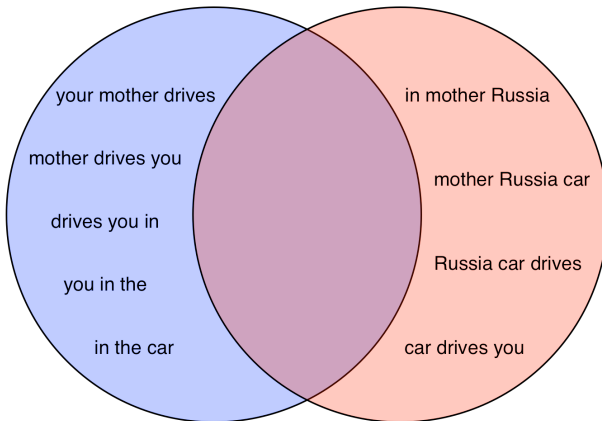 your mother drives
mother drives you
drives you in
you in the
in the car
in mother Russia
mother Russia car
Russia car drives
car drives you